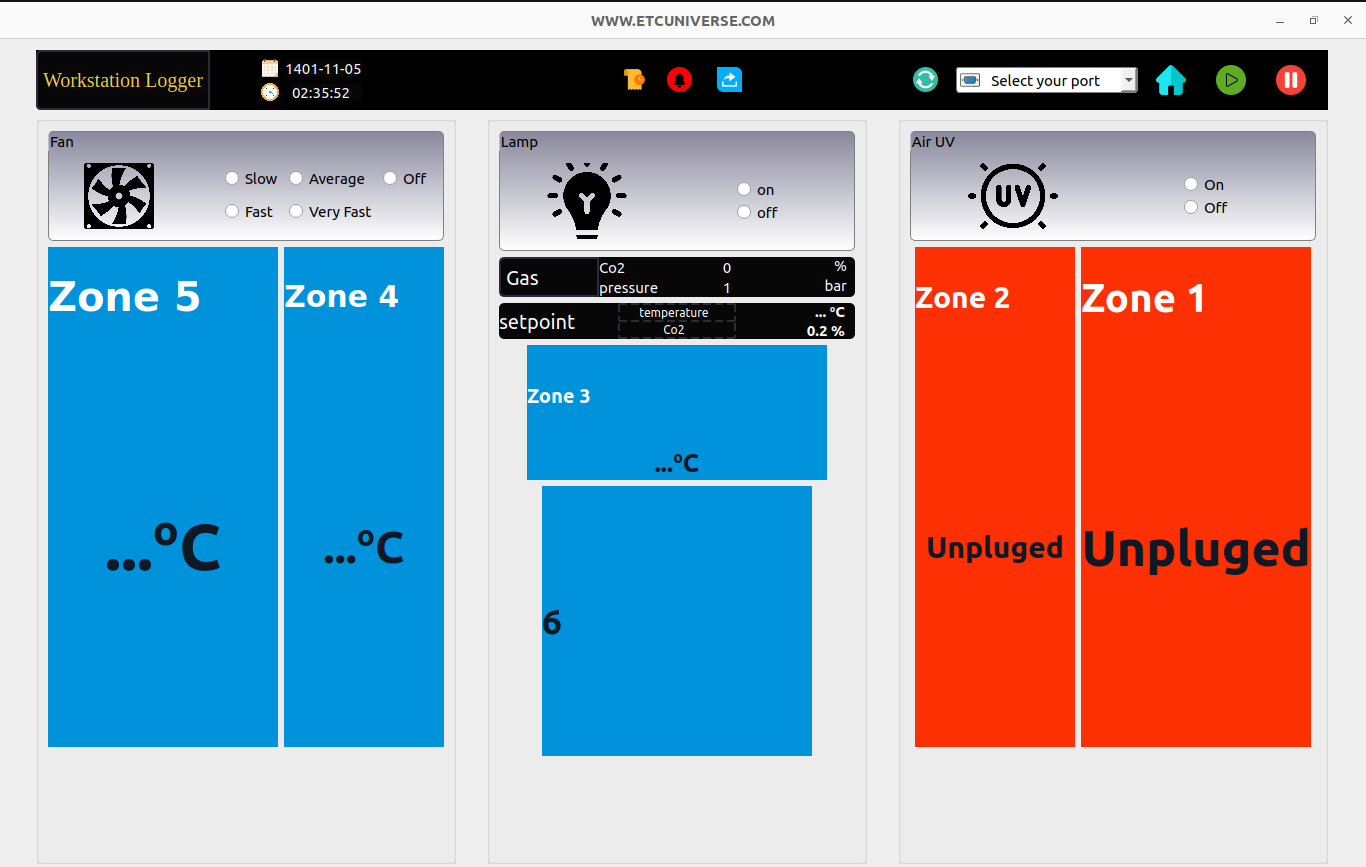 WWW.ETCUNIVERSE.COM
Workstation Logger
1401-11-05
02:35:52
Select your port
Fan
Slow Average Off
Fast Very Fast
Zone 5
...ºC
Zone 4
...ºC
Lamp
on
off
Gas
Co2 0 %
pressure 1 bar
setpoint
temperature ... ºC
Co2 0.2 %
Zone 3
...ºC
6
Air UV
UV
On
Off
Zone 2
Unpluged
Zone 1
Unpluged